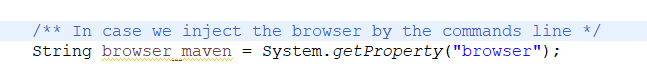 /** In case we inject the browser by the commands line */
String browser_maven = System.getProperty("browser");